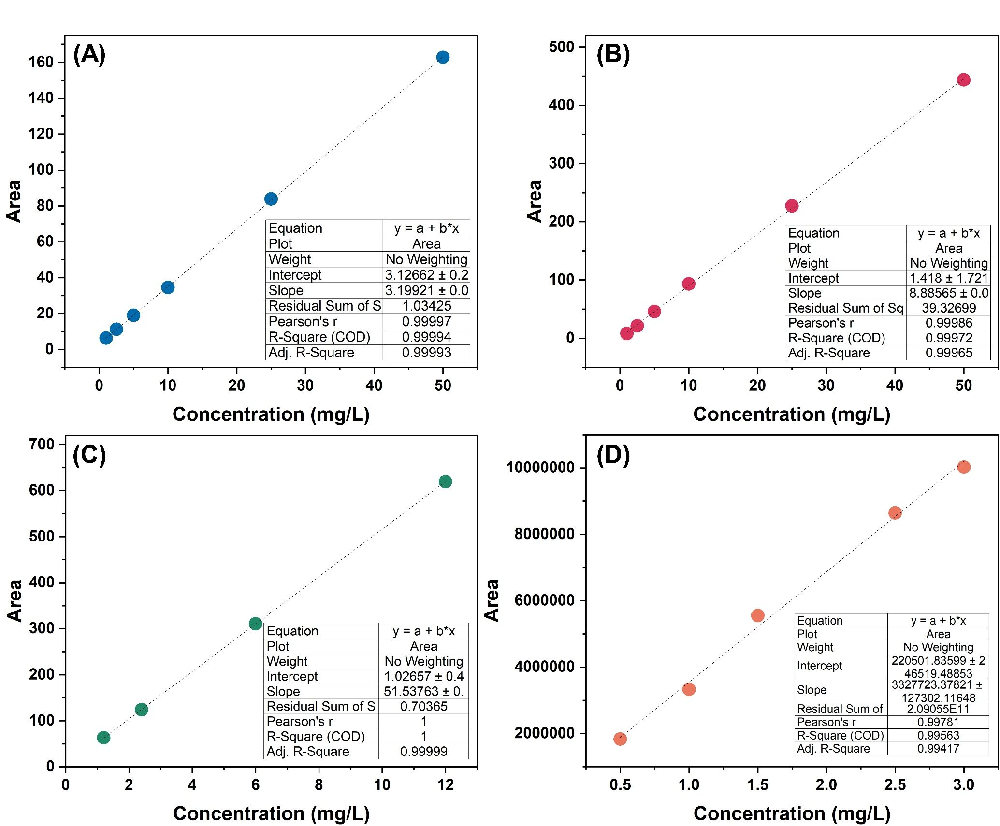 (A)
160
140
120
100
80
60
40
20
0
Area
Equation y = a + b*x
Plot Area
Weight No Weighting
Intercept 3.12662 ± 0.2
Slope 3.19921 ± 0.0
Residual Sum of S 1.03425
Pearson's r 0.99997
R-Square (COD) 0.99994
Adj. R-Square 0.99993
0 10 20 30 40 50
Concentration (mg/L)
(B)
500
400
300
200
100
0
Area
Equation y = a + b*x
Plot Area
Weight No Weighting
Intercept 1.418 ± 1.721
Slope 8.88565 ± 0.0
Residual Sum of Sq 39.32699
Pearson's r 0.99986
R-Square (COD) 0.99972
Adj. R-Square 0.99965
0 10 20 30 40 50
Concentration (mg/L)
(C)
700
600
500
400
300
200
100
0
Area
Equation y = a + b*x
Plot Area
Weight No Weighting
Intercept 1.02657 ± 0.4
Slope 51.53763 ± 0.
Residual Sum of S 0.70365
Pearson's r 1
R-Square (COD) 1
Adj. R-Square 0.99999
0 2 4 6 8 10 12
Concentration (mg/L)
(D)
10000000
8000000
6000000
4000000
2000000
Area
Equation y = a + b*x
Plot Area
Weight No Weighting
Intercept 220501.83599 ± 2
46519.48853
Slope 3327723.37821 ±
127302.11648
Residual Sum of 2.09055E11
Pearson's r 0.99781
R-Square (COD) 0.99563
Adj. R-Square 0.99417
0.5 1.0 1.5 2.0 2.5 3.0
Concentration (mg/L)